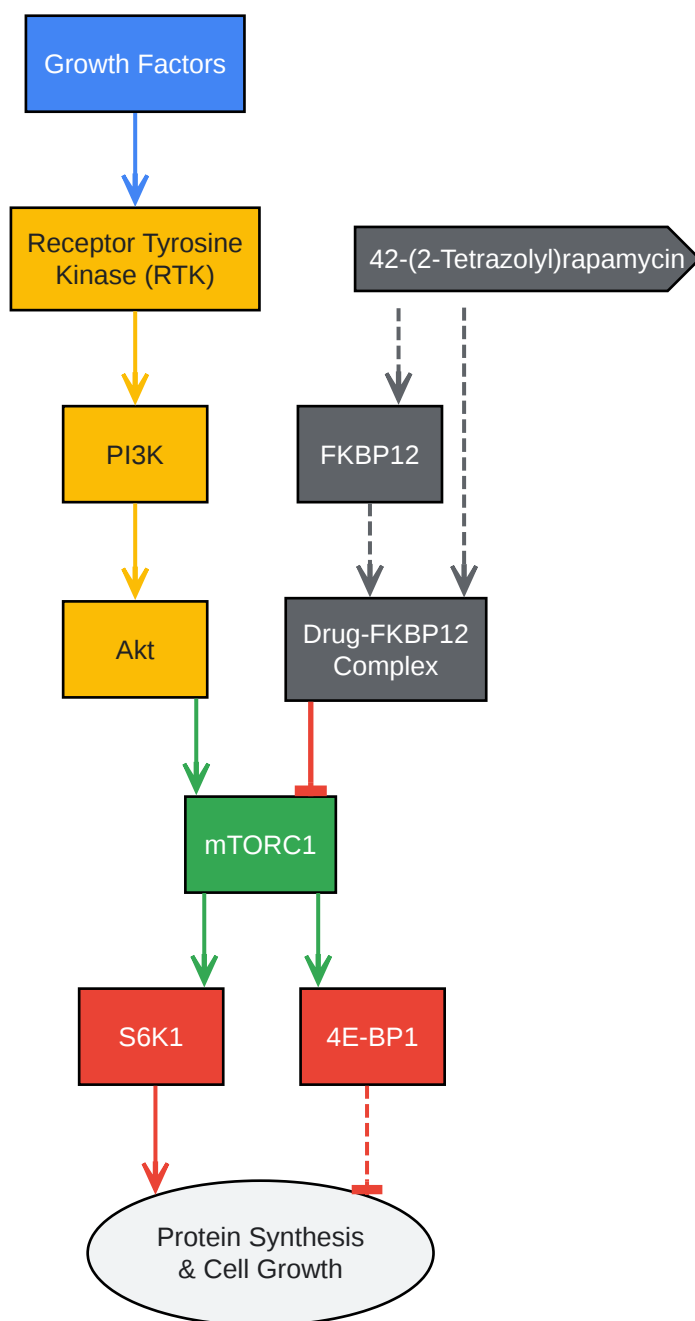 Growth Factors
Receptor Tyrosine
Kinase (RTK)
42-(2-Tetrazolyl)rapamycin
PI3K
FKBP12
Akt
Drug-FKBP12
Complex
mTORC1
S6K1
4E-BP1
Protein Synthesis
& Cell Growth